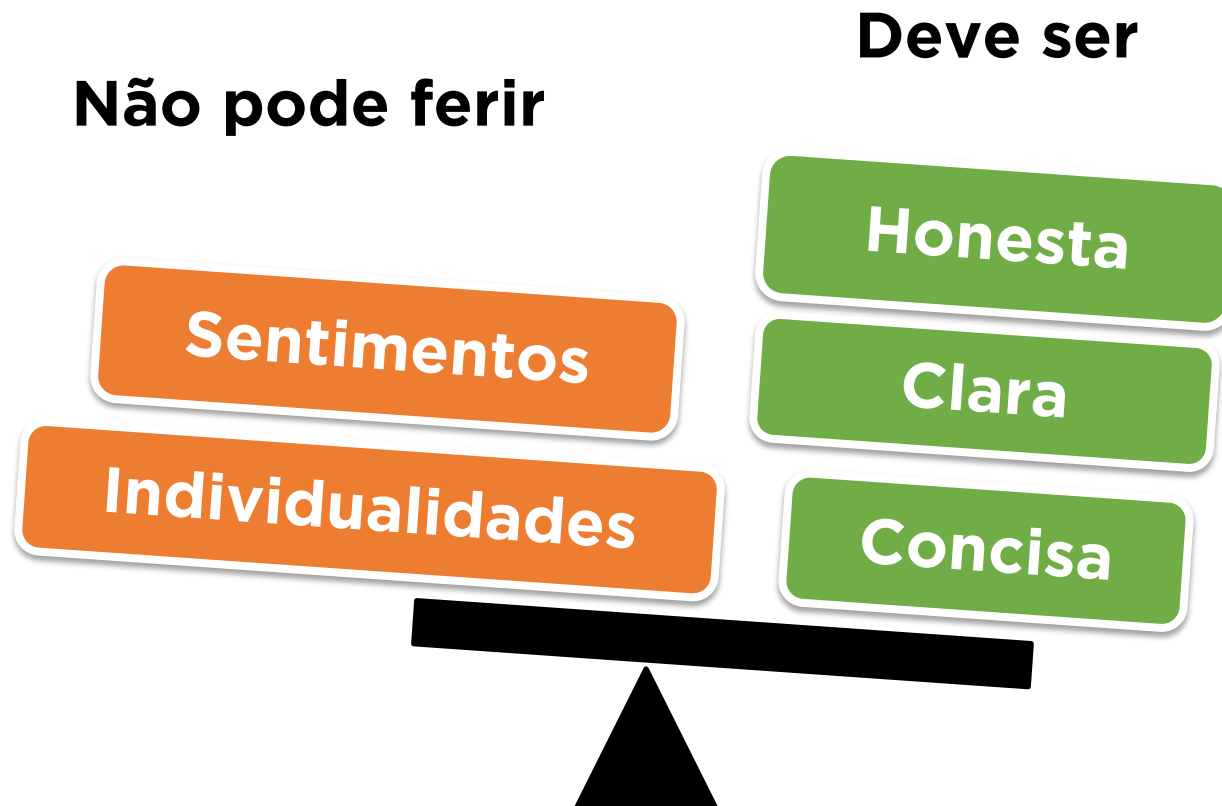 Não pode ferir
Sentimentos
Individualidades
Deve ser
Honesta
Clara
Concisa